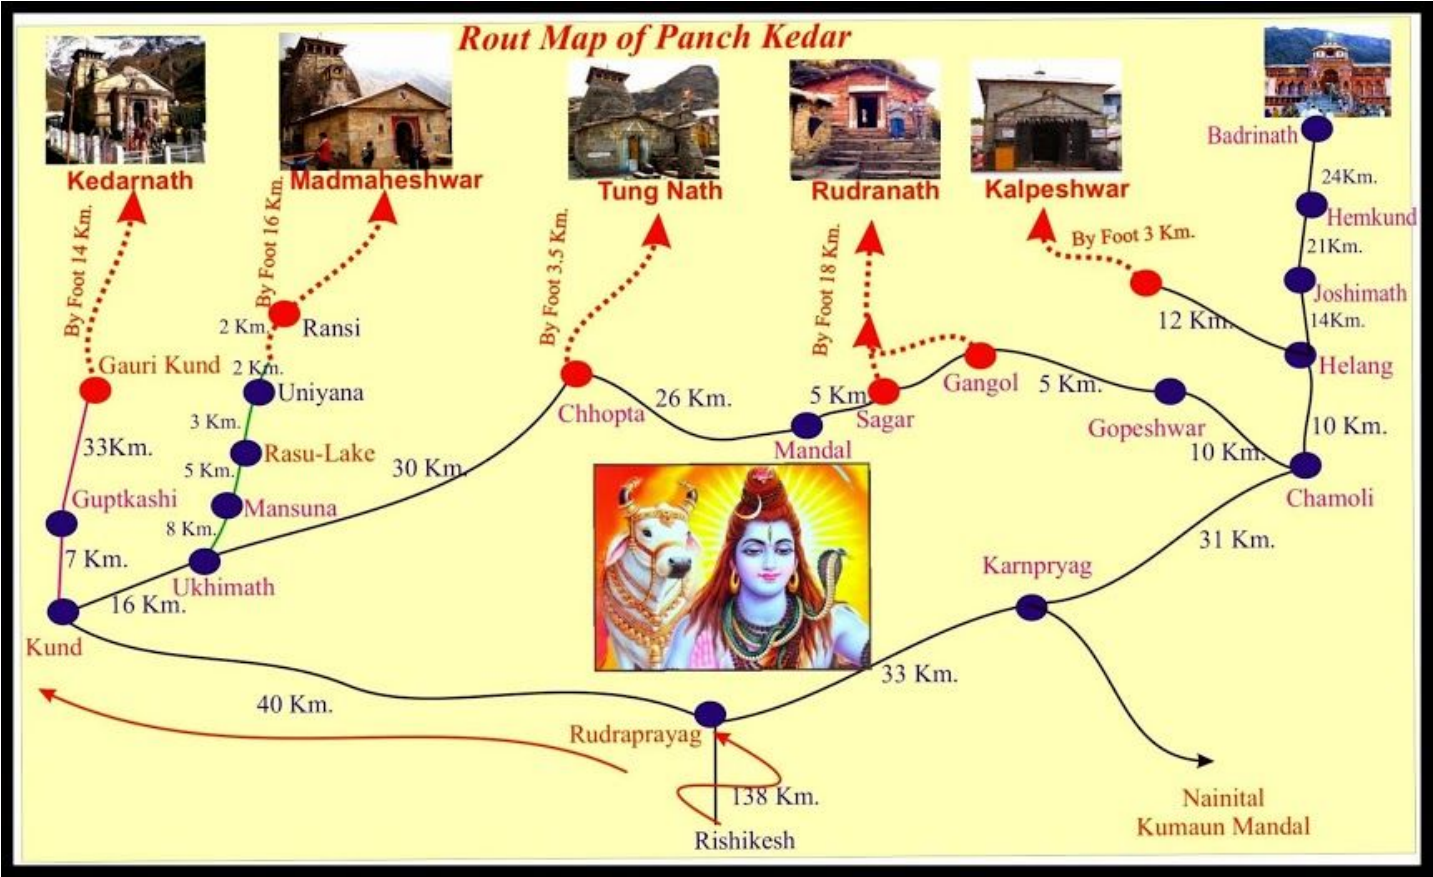 Rout Map of Panch Kedar
Kedarnath
Madmaheshwar
Tung Nath
Rudranath
Kalpeshwar
Badrinath
24Km.
Hemkund
21Km.
Joshimath
14Km.
Helang
10 Km.
Chamoli
By Foot 14 Km.
By Foot 16 Km.
By Foot 3.5 Km.
By Foot 18 Km.
By Foot 3 Km.
12 Km.
2 Km.
Ransi
2 Km.
Uniyana
3 Km.
Rasu-Lake
5 Km.
Mansuna
8 Km.
Ukhimath
Gauri Kund
33Km.
Guptkashi
7 Km.
16 Km.
Kund
30 Km.
Chhopta
26 Km.
Mandal
5 Km
Sagar
Gangol
5 Km.
Gopeshwar
10 Km.
31 Km.
Karnpryag
33 Km.
40 Km.
Rudraprayag
138 Km.
Rishikesh
Nainital
Kumaun Mandal